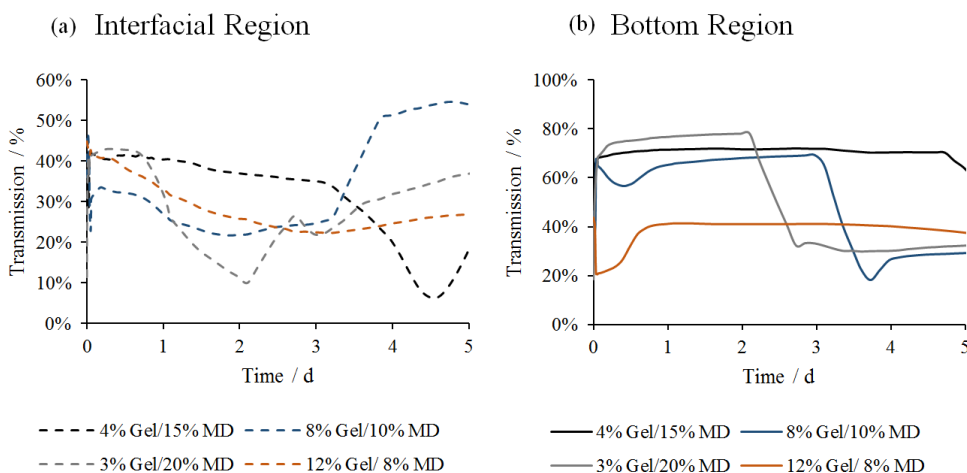 (a) Interfacial Region
60%
50%
40%
30%
20%
10%
0%
Transmission / %
0 1 2 3 4 5
Time / d
4% Gel/15% MD 8% Gel/10% MD
3% Gel/20% MD 12% Gel/ 8% MD
(b) Bottom Region
100%
80%
60%
40%
20%
0%
Transmission / %
0 1 2 3 4 5
Time / d
4% Gel/15% MD 8% Gel/10% MD
3% Gel/20% MD 12% Gel/ 8% MD